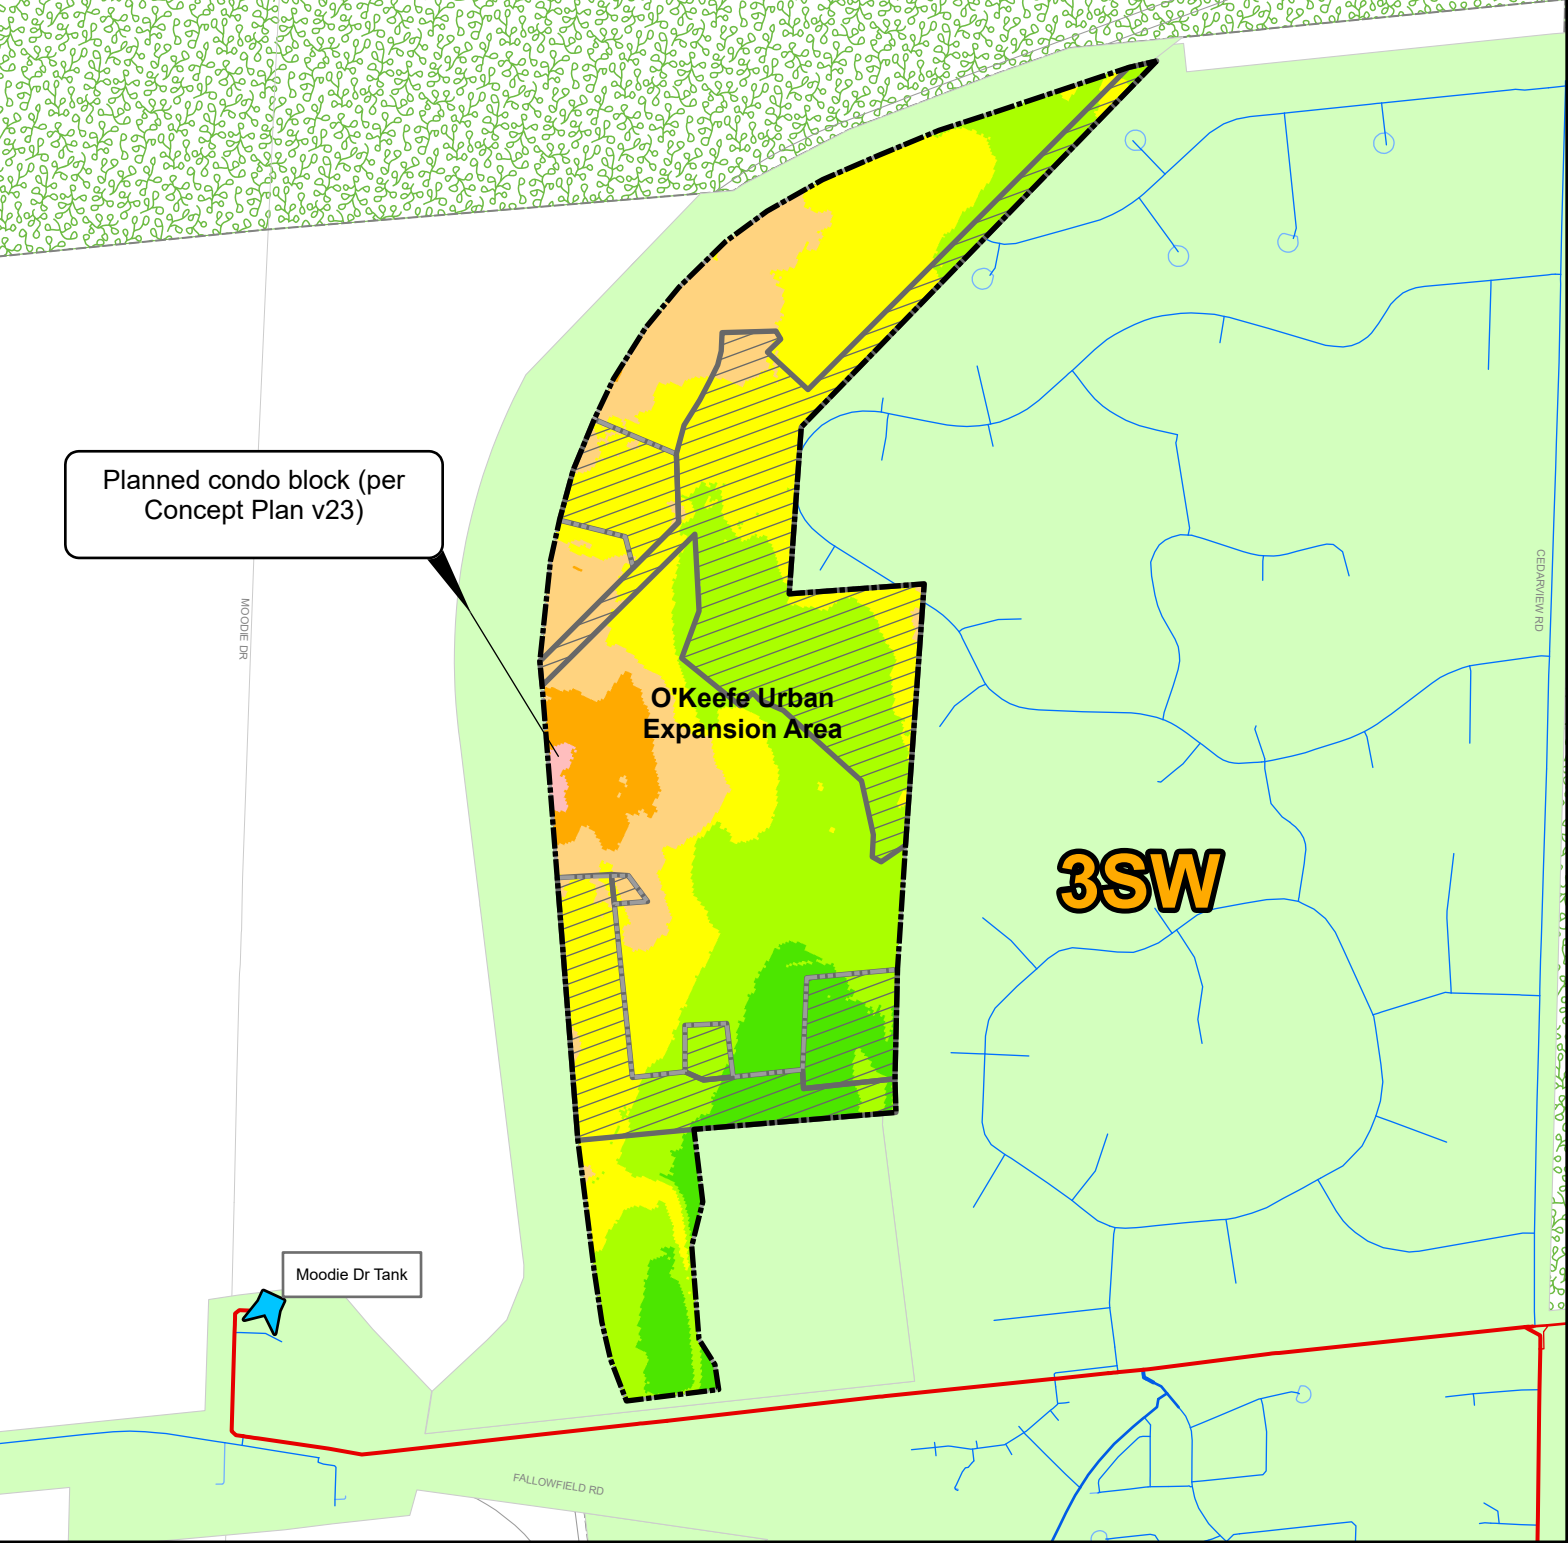 Planned condo block (per
Concept Plan v23)
MOODIE DR
CEDARVIEW RD
O'Keefe Urban
Expansion Area
3SW
Moodie Dr Tank
FALLOWFIELD RD